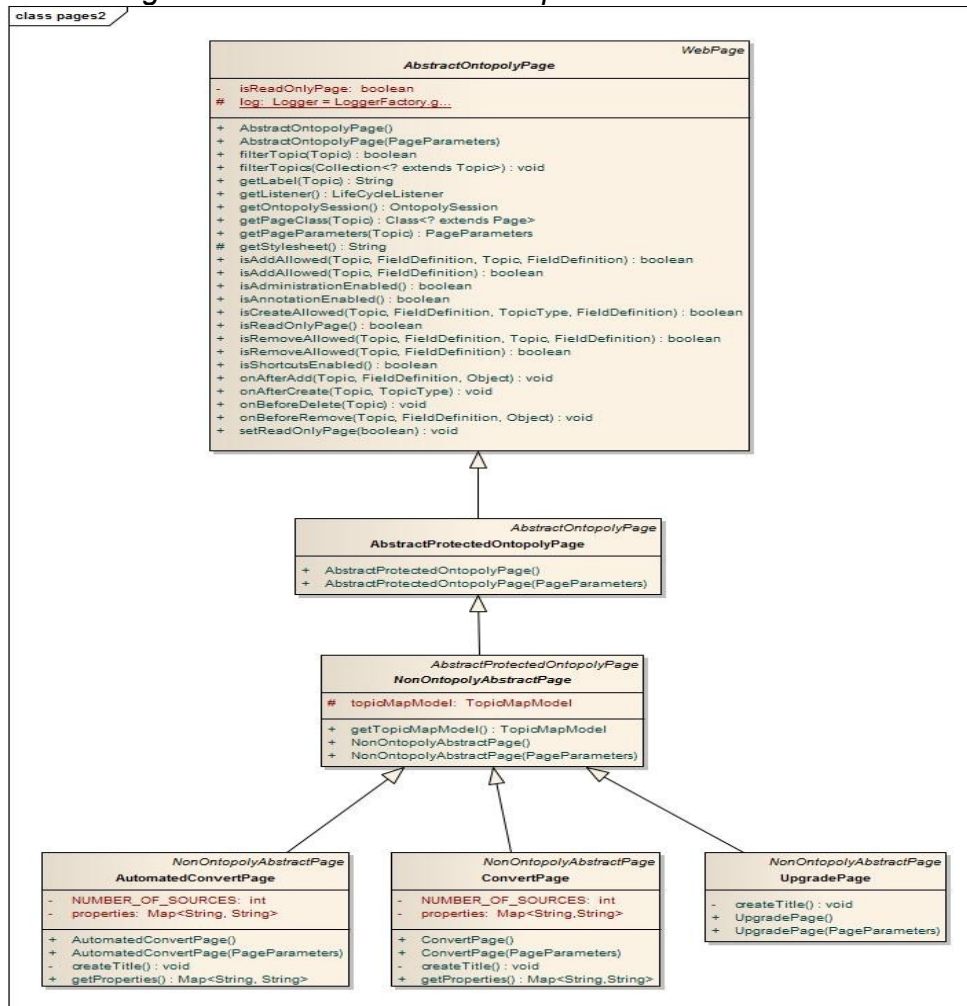 class pages2
WebPage
AbstractOntopolyPage
- isReadOnlyPage: boolean
# log: Logger = LoggerFactory.g...
+ AbstractOntopolyPage()
+ AbstractOntopolyPage(PageParameters)
+ filterTopic(Topic) : boolean
+ filterTopics(Collection<? extends Topic>) : void
+ getLabel(Topic) : String
+ getListener() : LifeCycleListener
+ getOntopolySession() : OntopolySession
+ getPageClass(Topic) : Class<? extends Page>
+ getPageParameters(Topic) : PageParameters
# getStylesheet() : String
+ isAddAllowed(Topic, FieldDefinition, Topic, FieldDefinition) : boolean
+ isAddAllowed(Topic, FieldDefinition) : boolean
+ isAdministrationEnabled() : boolean
+ isAnnotationEnabled() : boolean
+ isCreateAllowed(Topic, FieldDefinition, TopicType, FieldDefinition) : boolean
+ isReadOnlyPage() : boolean
+ isRemoveAllowed(Topic, FieldDefinition, Topic, FieldDefinition) : boolean
+ isRemoveAllowed(Topic, FieldDefinition) : boolean
+ isShortcutsEnabled() : boolean
+ onAfterAdd(Topic, FieldDefinition, Object) : void
+ onAfterCreate(Topic, TopicType) : void
+ onBeforeDelete(Topic) : void
+ onBeforeRemove(Topic, FieldDefinition, Object) : void
+ setReadOnlyPage(boolean) : void
AbstractOntopolyPage
AbstractProtectedOntopolyPage
+ AbstractProtectedOntopolyPage()
+ AbstractProtectedOntopolyPage(PageParameters)
AbstractProtectedOntopolyPage
NonOntopolyAbstractPage
# topicMapModel: TopicMapModel
+ getTopicMapModel() : TopicMapModel
+ NonOntopolyAbstractPage()
+ NonOntopolyAbstractPage(PageParameters)
NonOntopolyAbstractPage
AutomatedConvertPage
- NUMBER_OF_SOURCES: int
- properties: Map<String, String>
+ AutomatedConvertPage()
+ AutomatedConvertPage(PageParameters)
- createTitle() : void
+ getProperties() : Map<String, String>
NonOntopolyAbstractPage
ConvertPage
- NUMBER_OF_SOURCES: int
- properties: Map<String,String>
+ ConvertPage()
+ ConvertPage(PageParameters)
- createTitle() : void
+ getProperties() : Map<String,String>
NonOntopolyAbstractPage
UpgradePage
- createTitle() : void
+ UpgradePage()
+ UpgradePage(PageParameters)